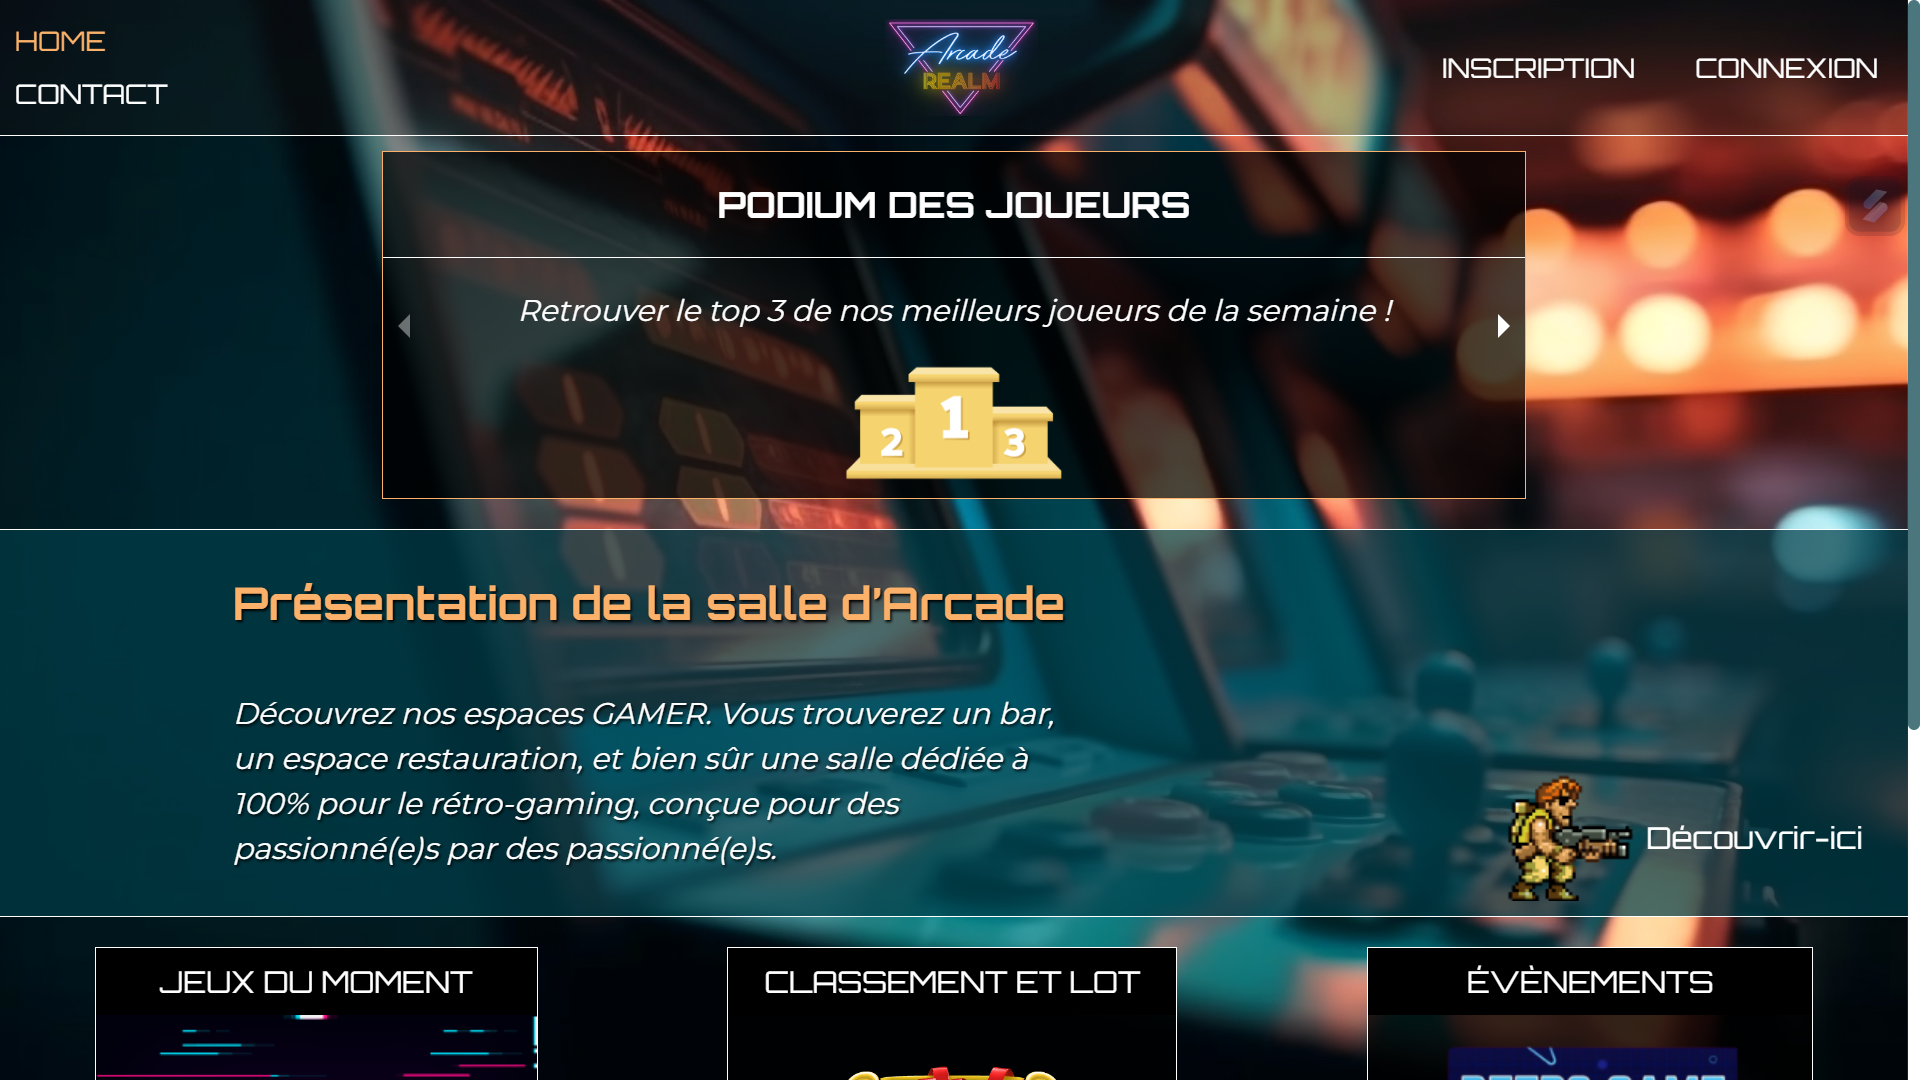 HOME
CONTACT
Arcade
REALM
INSCRIPTION
CONNEXION
PODIUM DES JOUEURS
Retrouver le top 3 de nos meilleurs joueurs de la semaine !
2 1 3
Présentation de la salle d'Arcade
Découvrez nos espaces GAMER. Vous trouverez un bar,
un espace restauration, et bien sûr une salle dédiée à
100% pour le rétro-gaming, conçue pour des
passionné(e)s par des passionné(e)s.
Découvrir-ici
JEUX DU MOMENT
CLASSEMENT ET LOT
ÉVÈNEMENTS
RETRO GAME